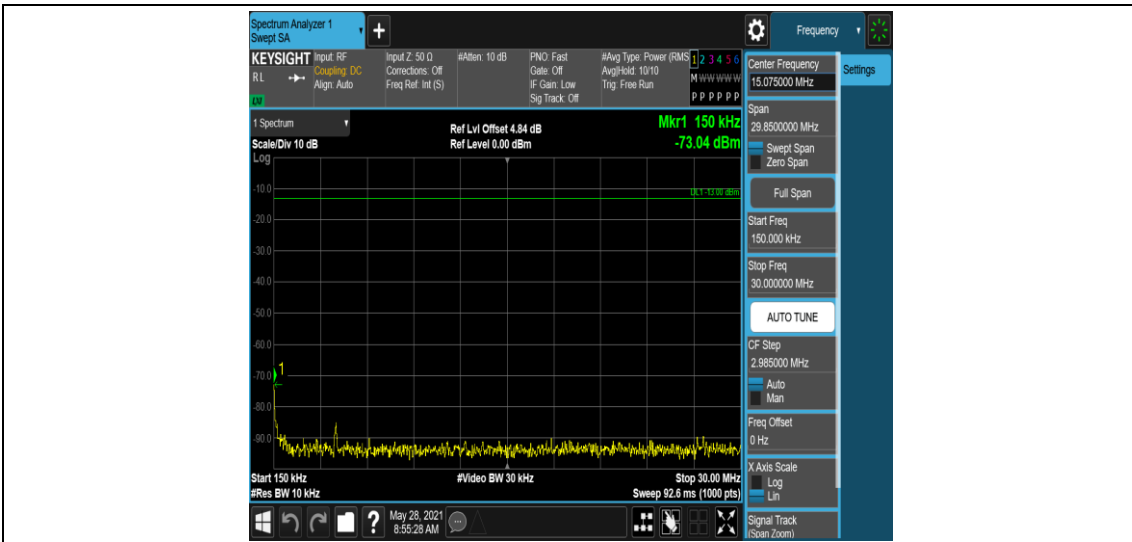 Spectrum Analyzer 1
Swept SA
+
Frequency
KEYSIGHT
RL
LXI
Input: RF
Coupling: DC
Align: Auto
Input Z: 50 Ω
Corrections: Off
Freq Ref: Int (S)
#Atten: 10 dB
PNO: Fast
Gate: Off
IF Gain: Low
Sig Track: Off
#Avg Type: Power (RMS
Avg|Hold: 10/10
Trig: Free Run
1 2 3 4 5 6
M W W W W W
P P P P P P
Center Frequency
15.075000 MHz
Settings
1 Spectrum
Scale/Div 10 dB
Log
Ref Lvl Offset 4.84 dB
Ref Level 0.00 dBm
Mkr1 150 kHz
-73.04 dBm
Span
29.8500000 MHz
Swept Span
Zero Span
Full Span
Start Freq
150.000 kHz
Stop Freq
30.000000 MHz
AUTO TUNE
CF Step
2.985000 MHz
Auto
Man
Freq Offset
0 Hz
X Axis Scale
Log
Lin
Signal Track
(Span Zoom)
DL1 -13.00 dBm
-10.0
-20.0
-30.0
-40.0
-50.0
-60.0
-70.0
1
-80.0
-90.0
Start 150 kHz
#Video BW 30 kHz
Stop 30.00 MHz
#Res BW 10 kHz
Sweep 92.6 ms (1000 pts)
?
May 28, 2021
8:55:28 AM